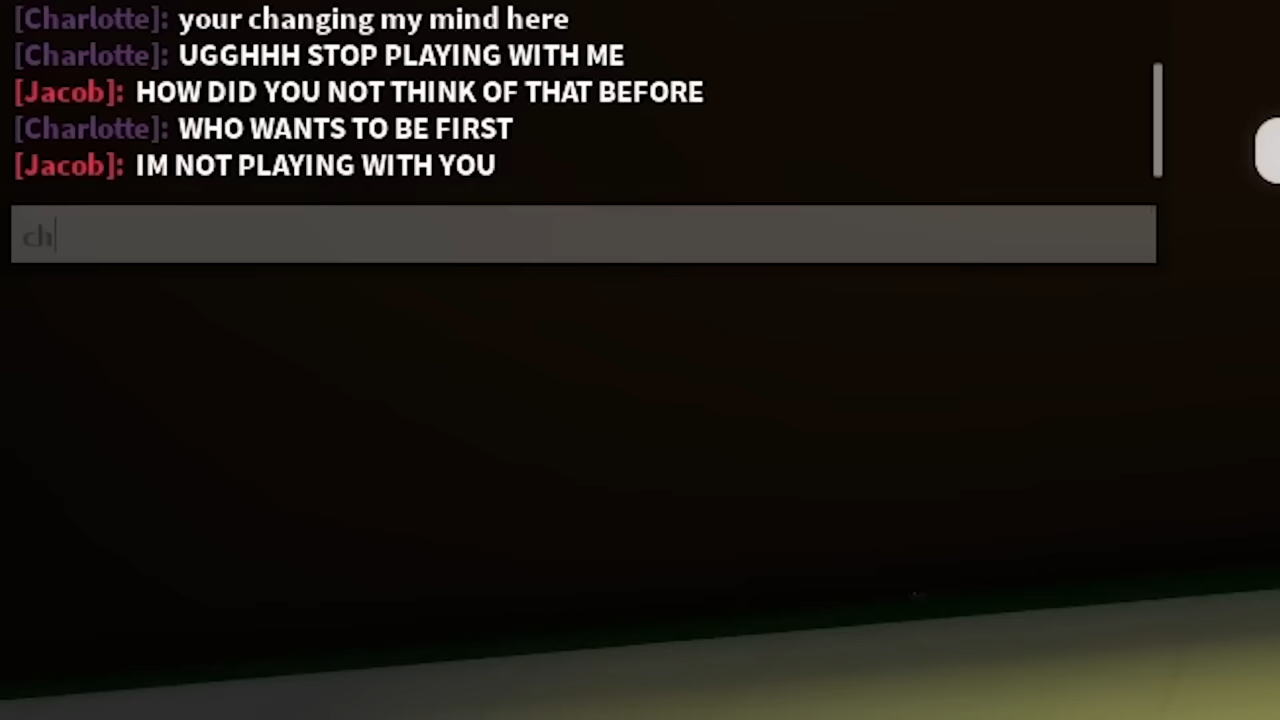 [Charlotte]: your changing my mind here
[Charlotte]: UGGHHH STOP PLAYING WITH ME
[Jacob]: HOW DID YOU NOT THINK OF THAT BEFORE
[Charlotte]: WHO WANTS TO BE FIRST
[Jacob]: IM NOT PLAYING WITH YOU
ch